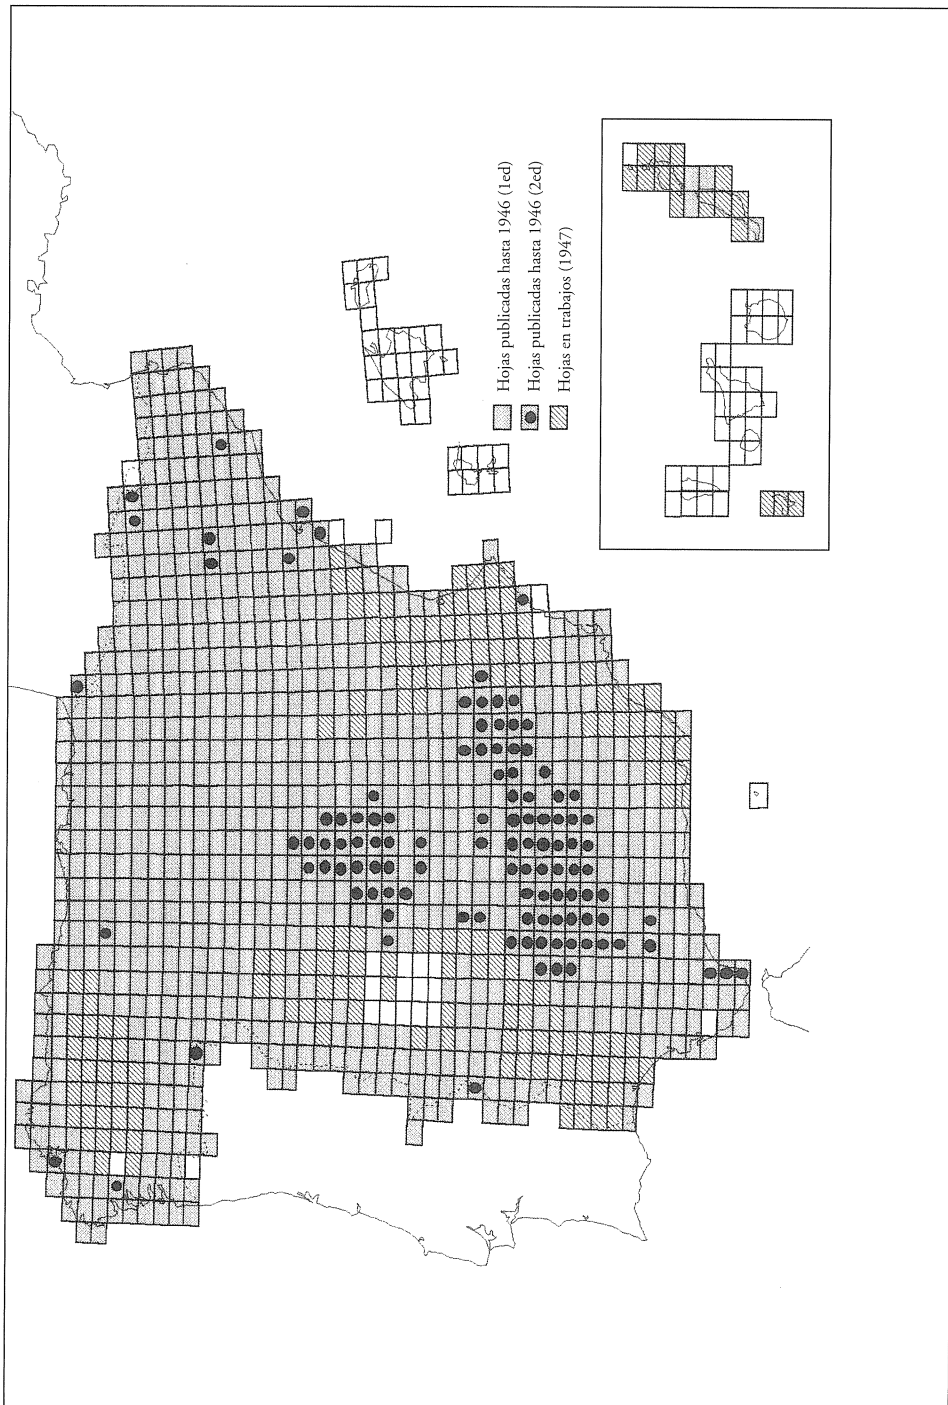 Hojas publicadas hasta 1946 (1ed)
Hojas publicadas hasta 1946 (2ed)
Hojas en trabajos (1947)